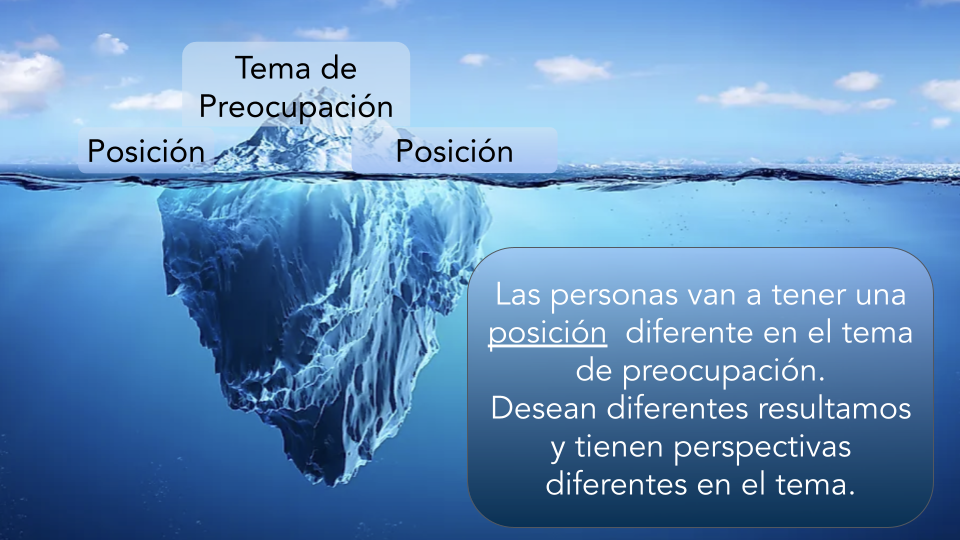 Tema de
Preocupación
Posición
Posición
Las personas van a tener una
posición diferente en el tema
de preocupación.
Desean diferentes resultamos
y tienen perspectivas
diferentes en el tema.